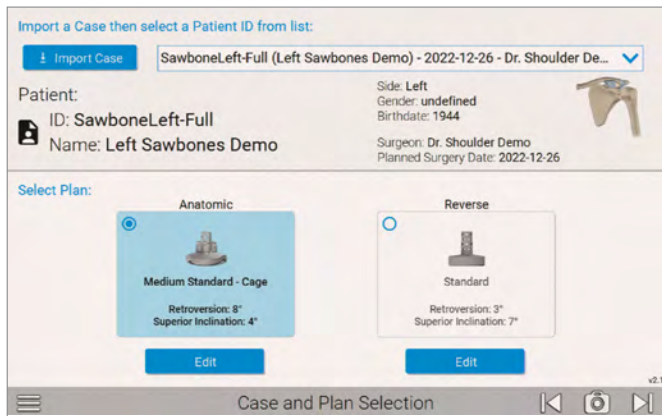 Import a Case then select a Patient ID from list:
Import Case
SawboneLeft-Full (Left Sawbones Demo) - 2022-12-26 - Dr. Shoulder De...
Patient:
ID: SawboneLeft-Full
Name: Left Sawbones Demo
Side: Left
Gender: undefined
Birthdate: 1944
Surgeon: Dr. Shoulder Demo
Planned Surgery Date: 2022-12-26
Select Plan:
Anatomic
Medium Standard - Cage
Retroversion: 8°
Superior Inclination: 4°
Edit
Reverse
Standard
Retroversion: 3°
Superior Inclination: 7°
Edit
v2.1
Case and Plan Selection